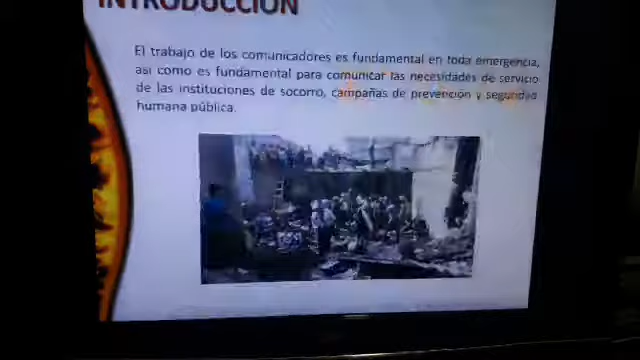 INTRODUCCIÓN
El trabajo de los comunicadores es fundamental en toda emergencia,
asi como es fundamental para comunicar las necesidades de servicio
de las instituciones de socorro, campañas de prevención y seguridad
humana pública.